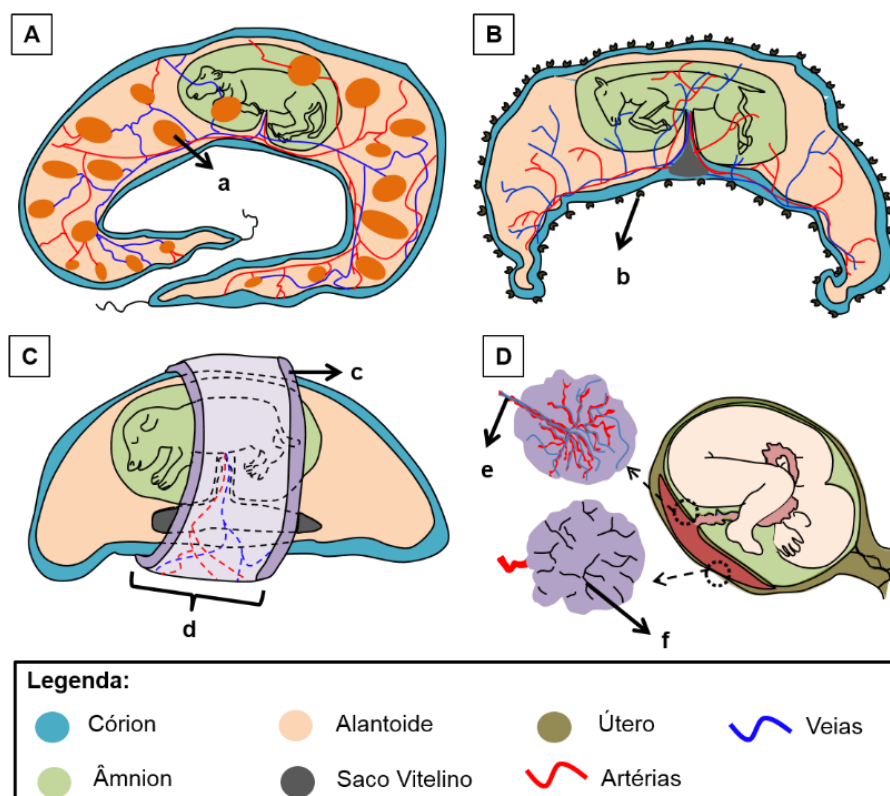 A
B
a
b
C
D
c
d
e
f
Legenda:
Córion
Alantoide
Útero
Veias
Âmnion
Saco Vitelino
Artérias